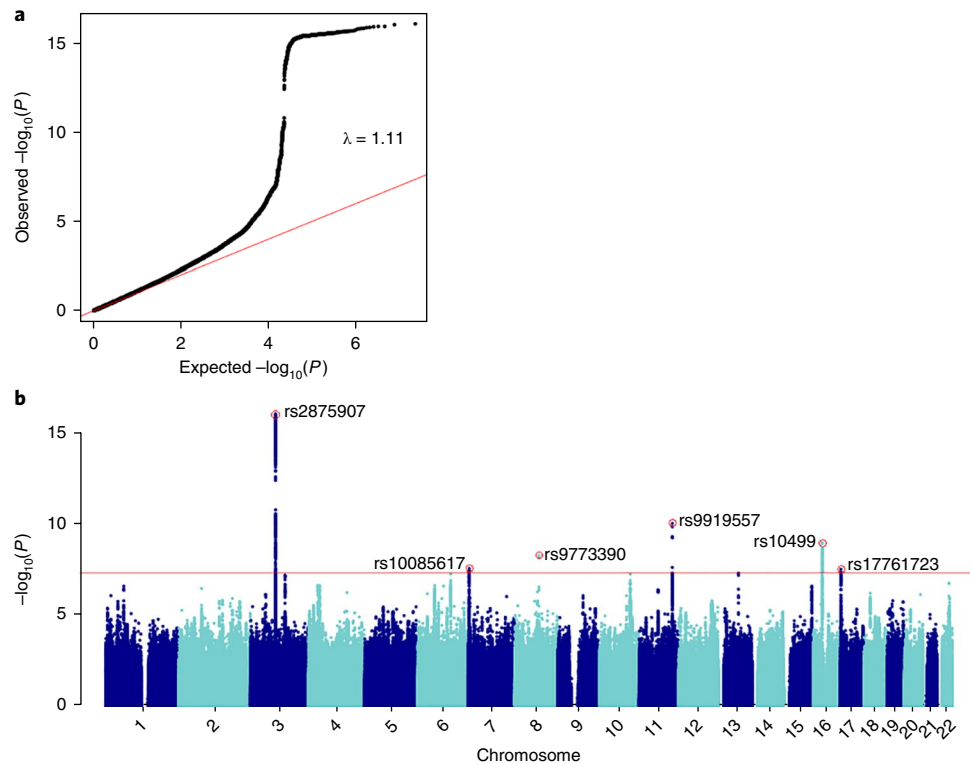 a
15
10
5
0
Observed –log10(P)
λ = 1.11
0 2 4 6
Expected –log10(P)
b
15
10
5
0
–log10(P)
rs2875907
rs10085617
rs9773390
rs9919557
rs10499
rs17761723
1 2 3 4 5 6 7 8 9 10 11 12 13 14 15 16 17 18 19 20 21 22
Chromosome